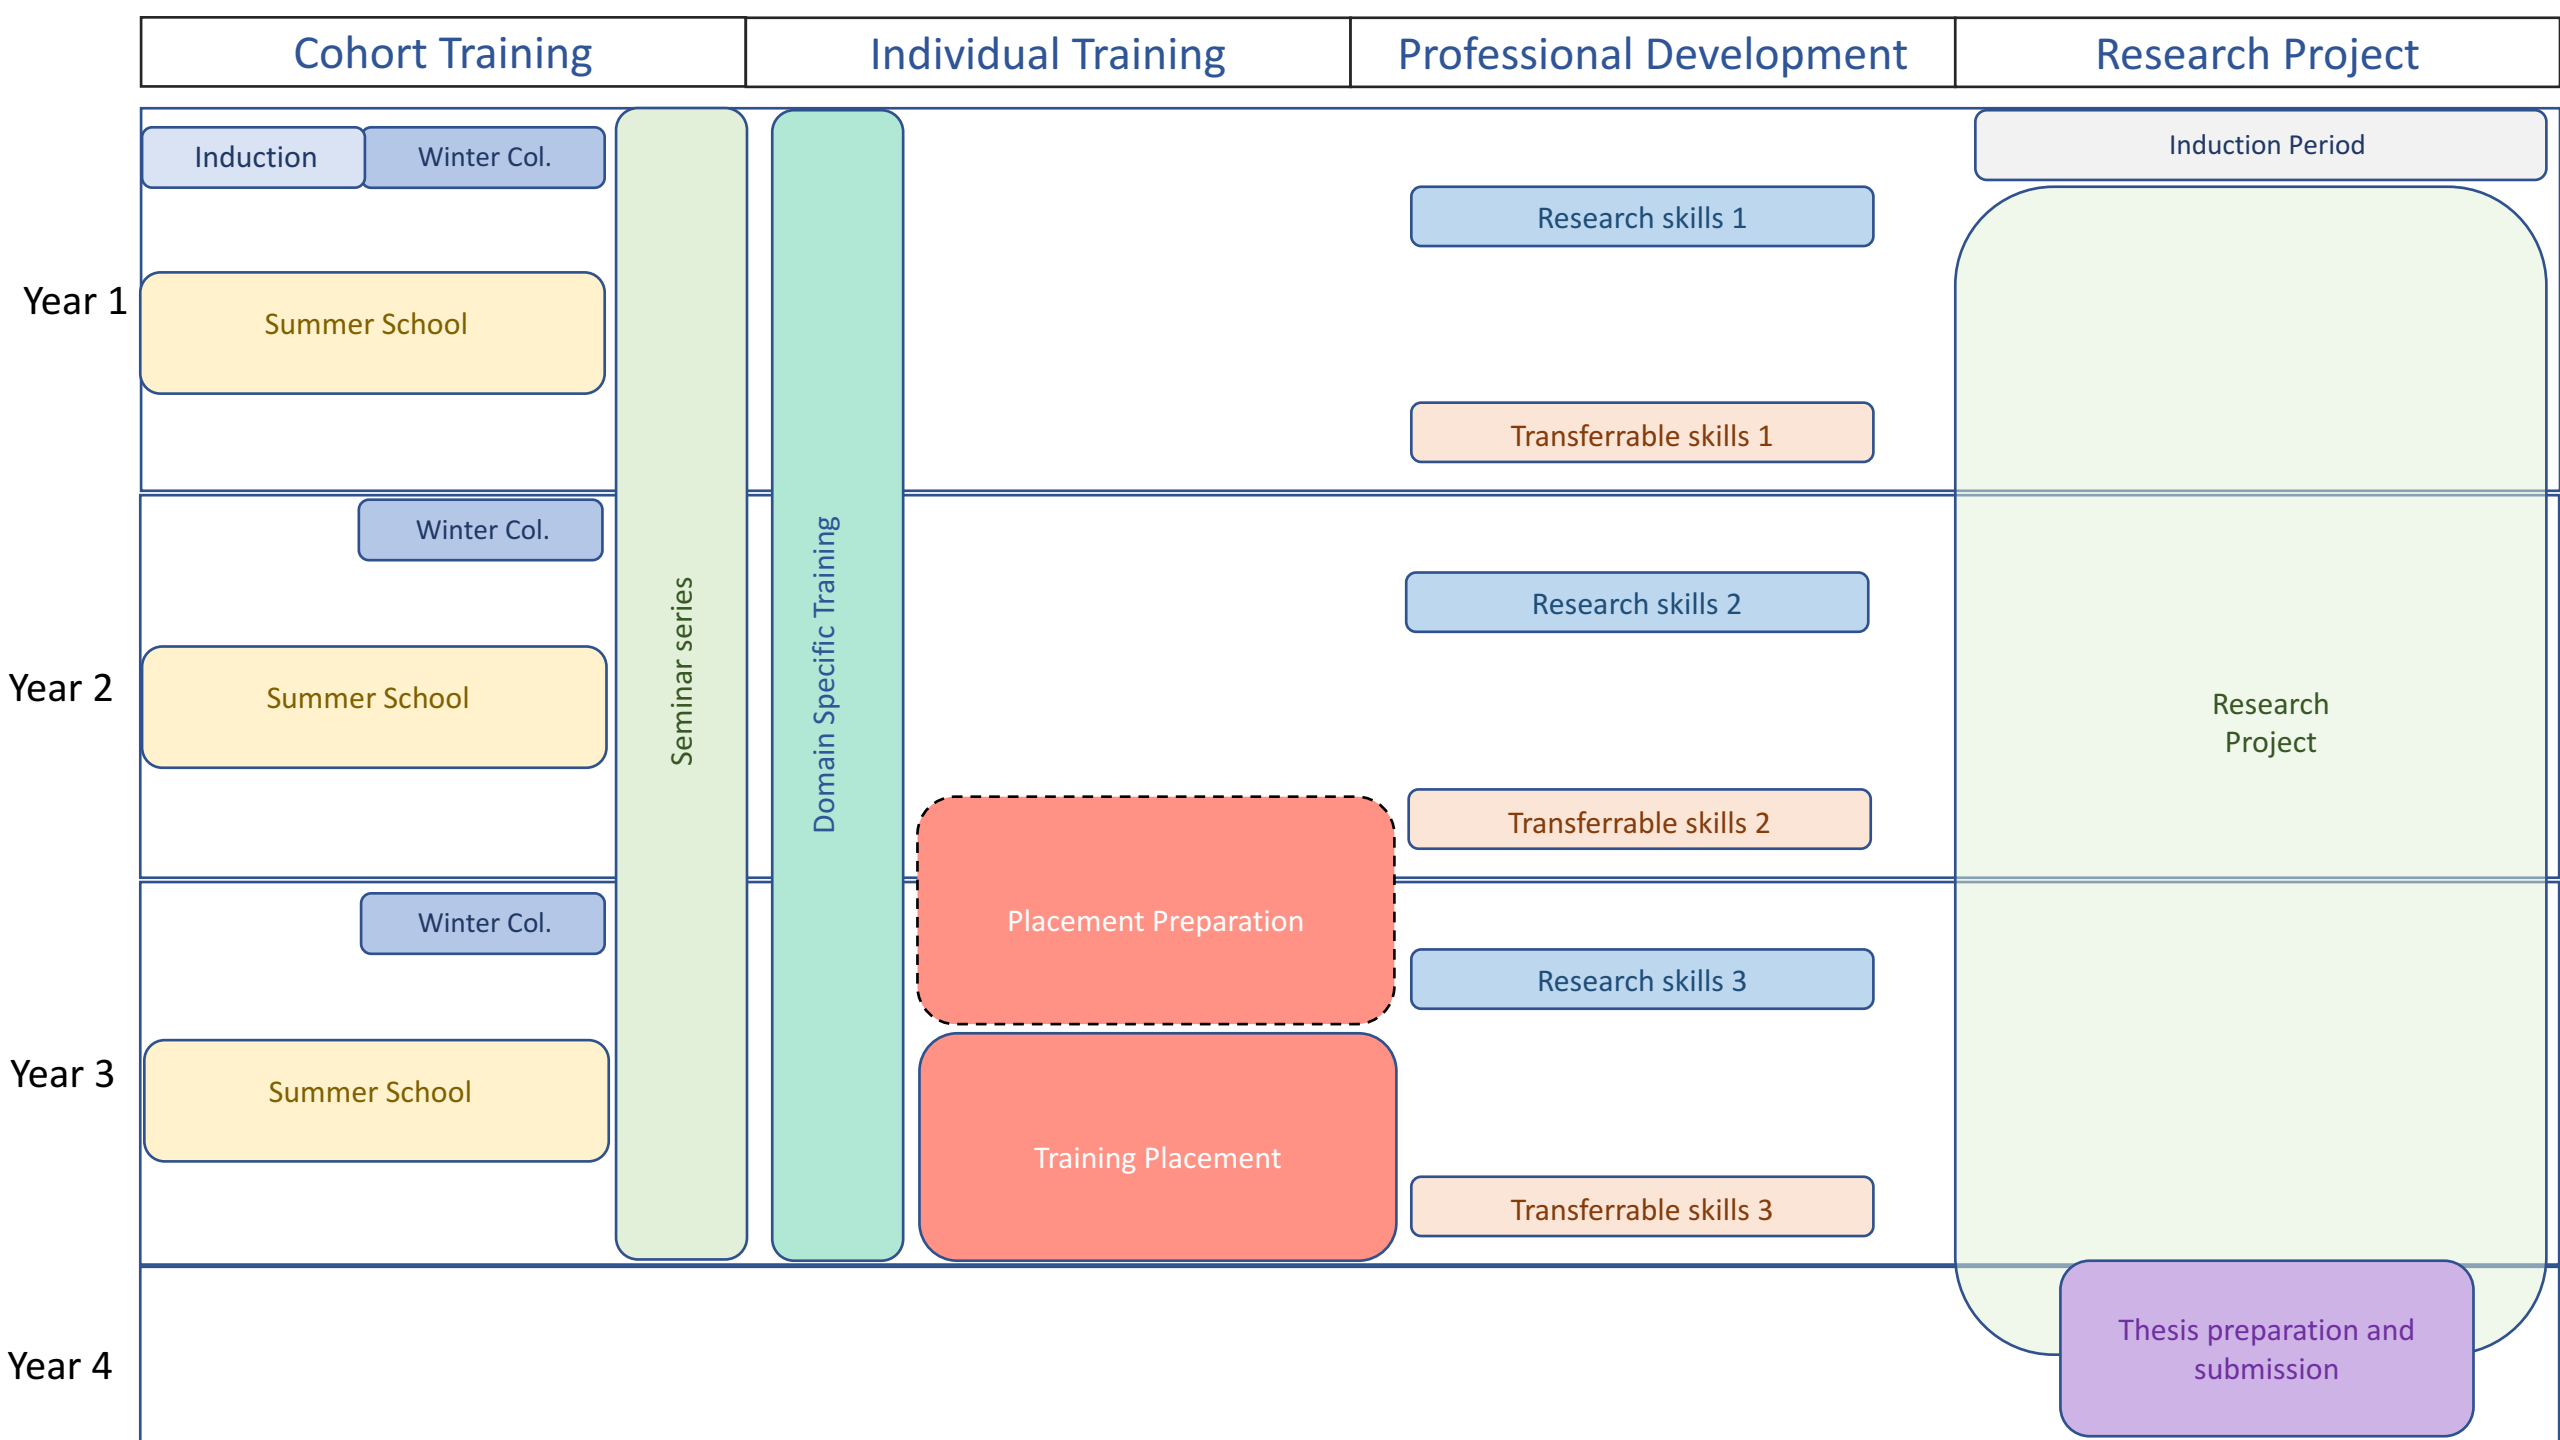 Cohort Training
Individual Training
Professional Development
Research Project
Year 1
Induction
Winter Col.
Summer School
Seminar series
Domain Specific Training
Research skills 1
Transferrable skills 1
Induction Period
Year 2
Winter Col.
Summer School
Placement Preparation
Research skills 2
Transferrable skills 2
Research
Project
Year 3
Winter Col.
Summer School
Training Placement
Research skills 3
Transferrable skills 3
Year 4
Thesis preparation and
submission